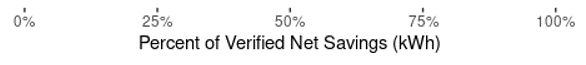 0% 25% 50% 75% 100%
Percent of Verified Net Savings (kWh)